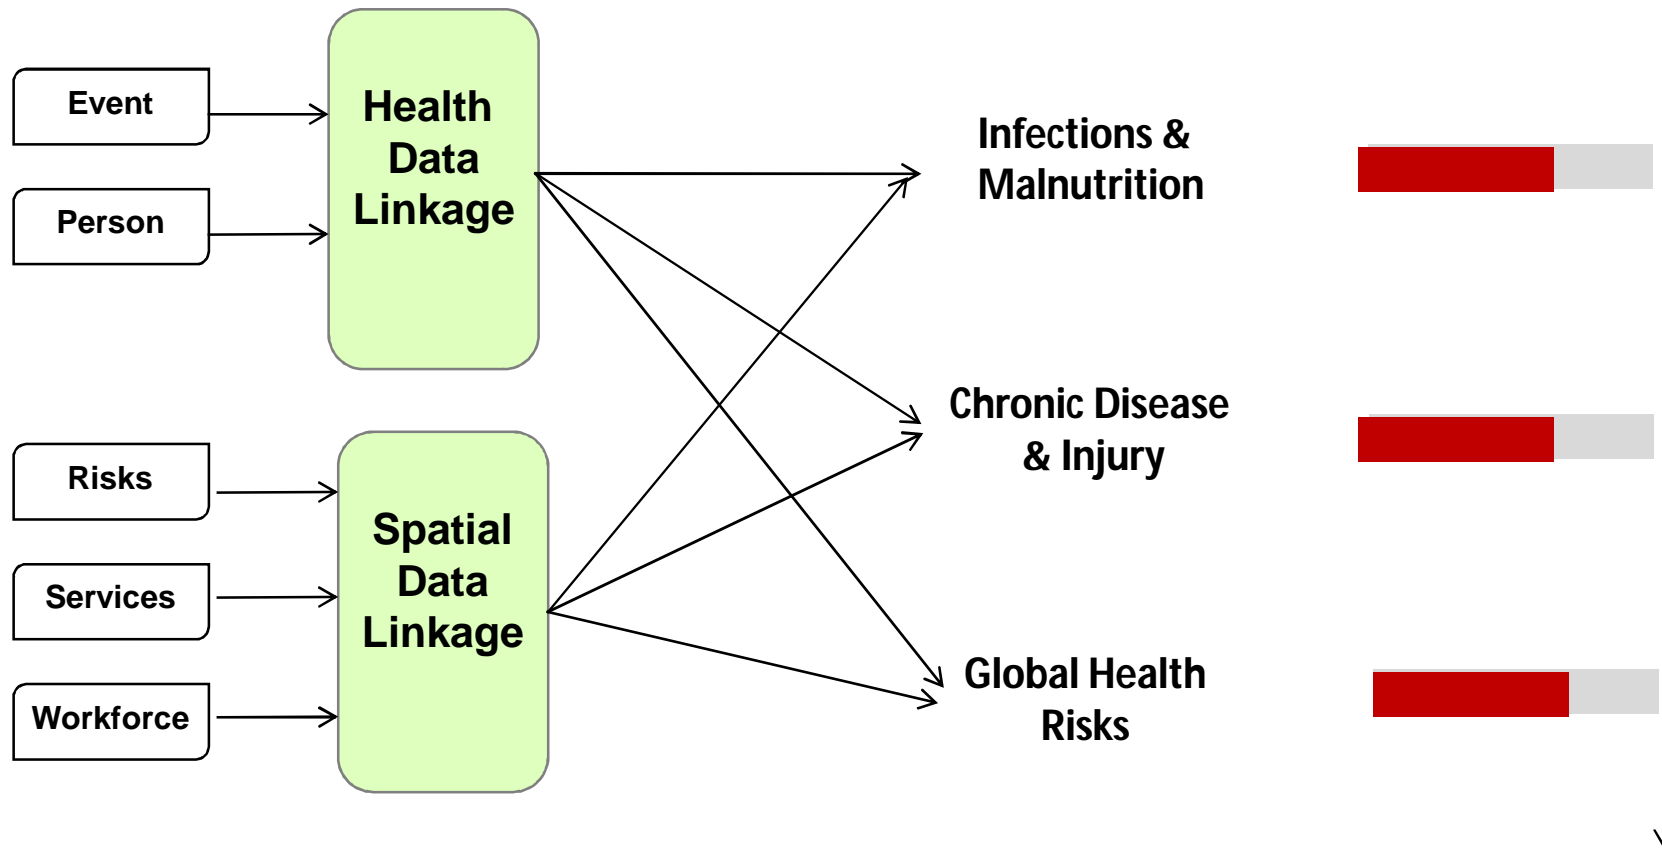 Event
Person
Health
Data
Linkage
Infections &
Malnutrition
Risks
Services
Workforce
Spatial
Data
Linkage
Chronic Disease
& Injury
Global Health
Risks